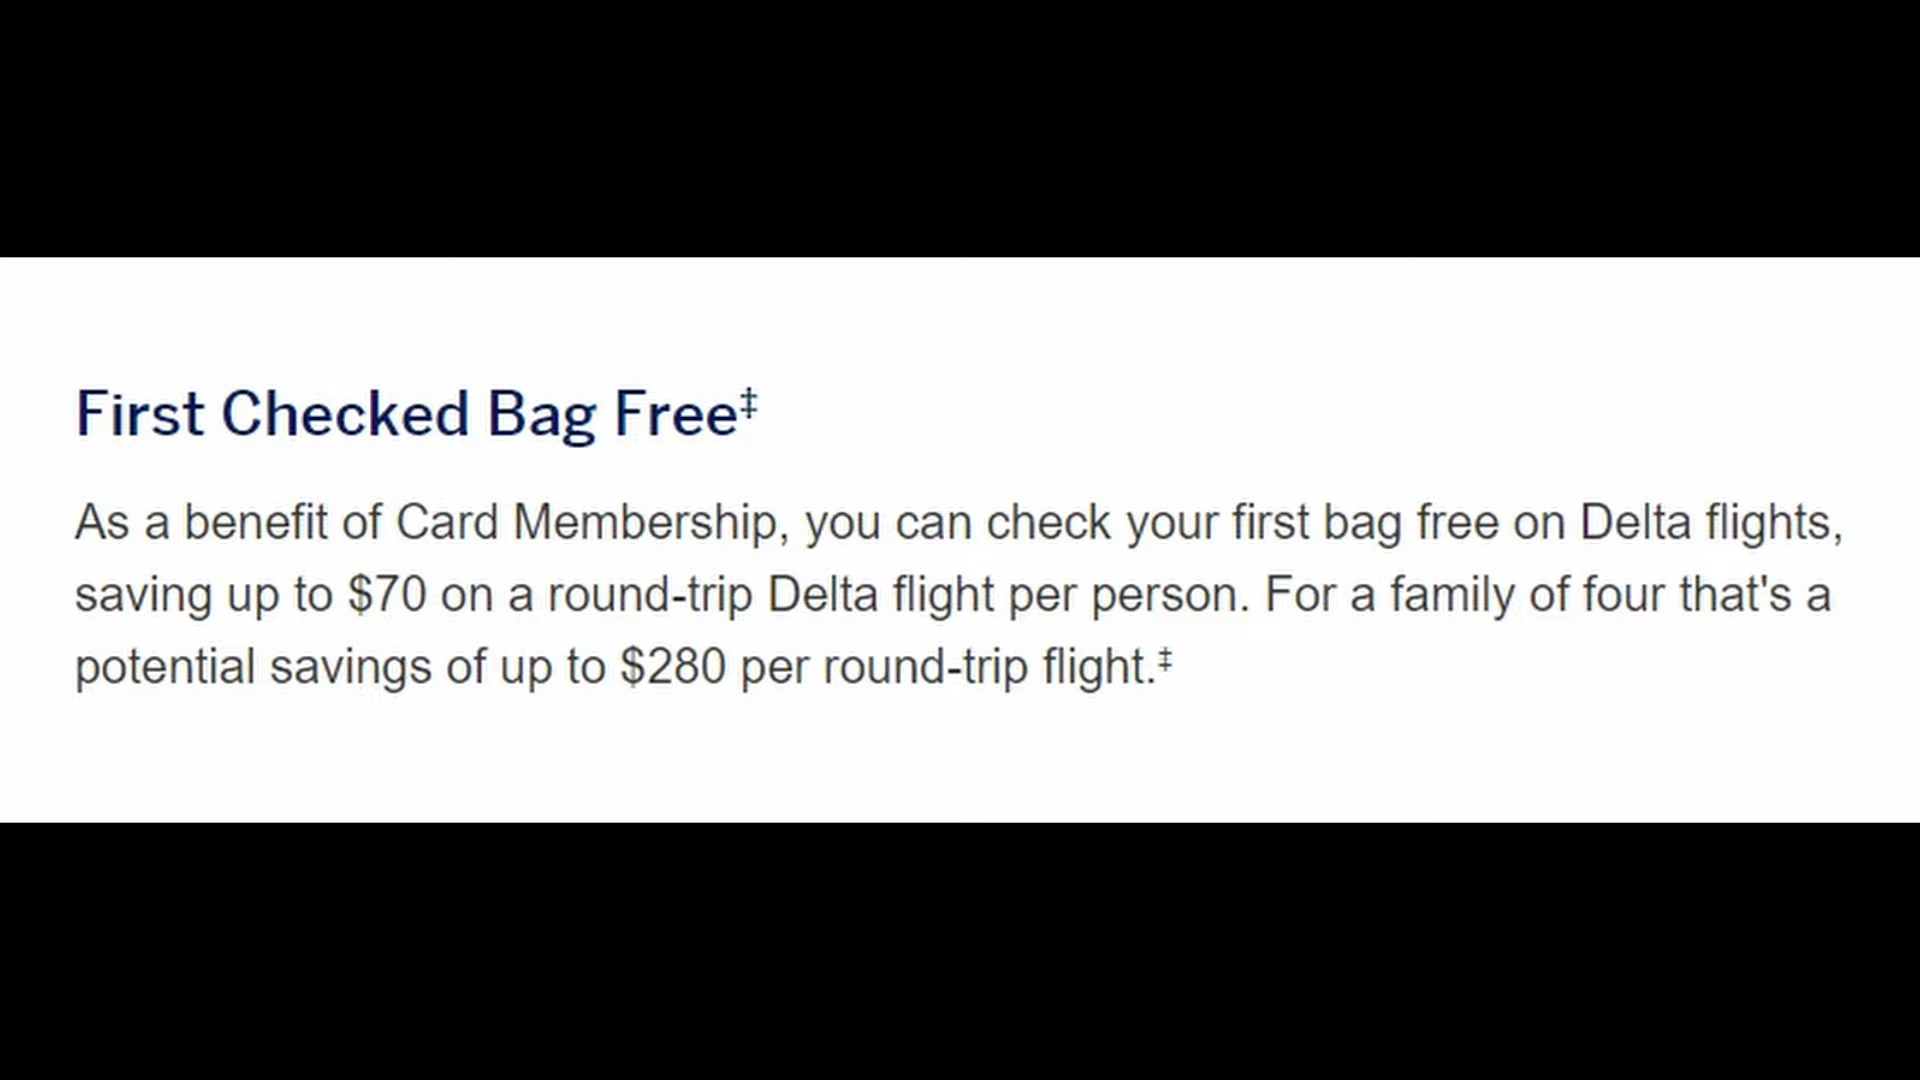 First Checked Bag Free‡
As a benefit of Card Membership, you can check your first bag free on Delta flights,
saving up to $70 on a round-trip Delta flight per person. For a family of four that's a
potential savings of up to $280 per round-trip flight.‡